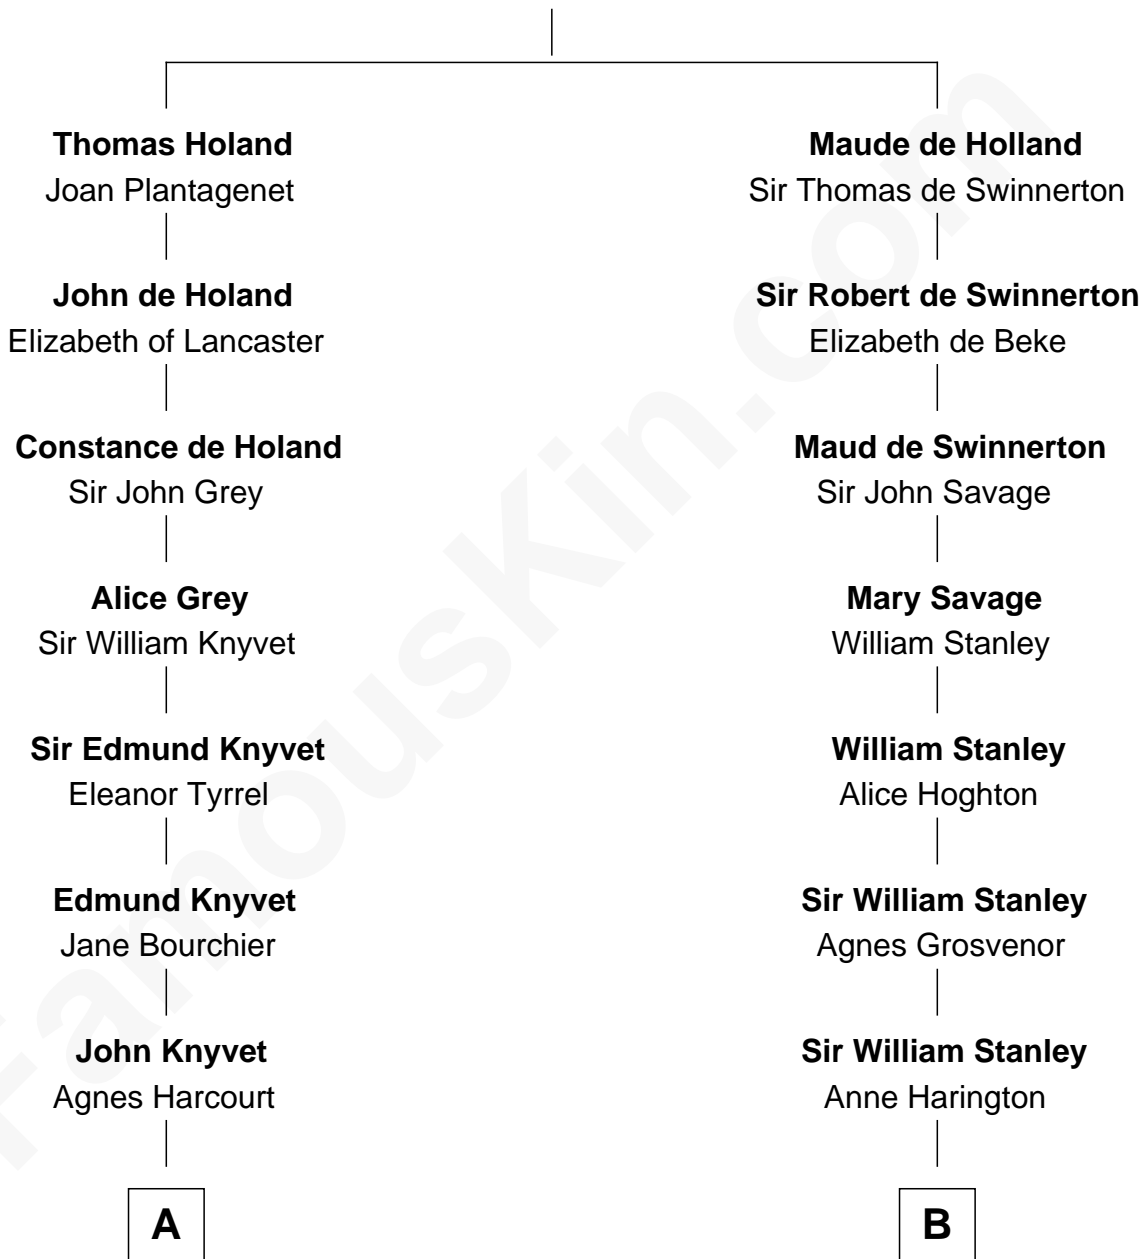 Thomas Holand
Joan Plantagenet
John de Holand
Elizabeth of Lancaster
Constance de Holand
Sir John Grey
Alice Grey
Sir William Knyvet
Sir Edmund Knyvet
Eleanor Tyrrel
Edmund Knyvet
Jane Bourchier
John Knyvet
Agnes Harcourt
A
Maude de Holland
Sir Thomas de Swinnerton
Sir Robert de Swinnerton
Elizabeth de Beke
Maud de Swinnerton
Sir John Savage
Mary Savage
William Stanley
William Stanley
Alice Hoghton
Sir William Stanley
Agnes Grosvenor
Sir William Stanley
Anne Harington
B
FamousKin.com